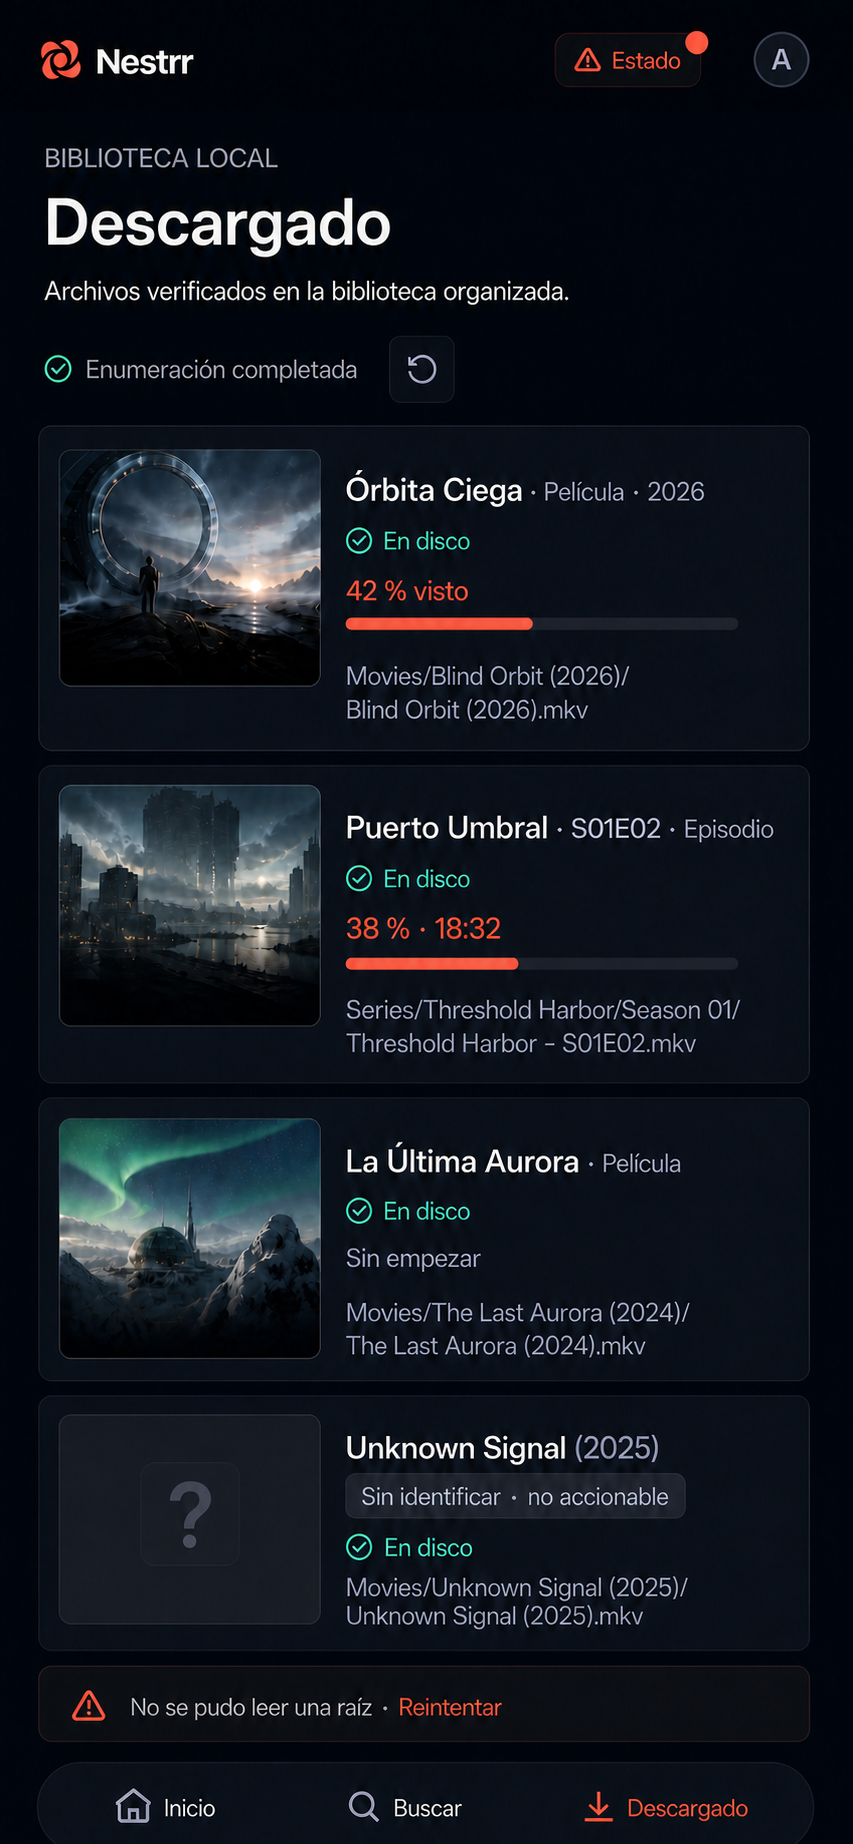 Nestrr
Estado
A
BIBLIOTECA LOCAL
Descargado
Archivos verificados en la biblioteca organizada.
Enumeración completada
Órbita Ciega · Película · 2026
En disco
42 % visto
Movies/Blind Orbit (2026)/
Blind Orbit (2026).mkv
Puerto Umbral · S01E02 · Episodio
En disco
38 % · 18:32
Series/Threshold Harbor/Season 01/
Threshold Harbor – S01E02.mkv
La Última Aurora · Película
En disco
Sin empezar
Movies/The Last Aurora (2024)/
The Last Aurora (2024).mkv
?
Unknown Signal (2025)
Sin identificar · no accionable
En disco
Movies/Unknown Signal (2025)/
Unknown Signal (2025).mkv
No se pudo leer una raíz · Reintentar
Inicio
Buscar
Descargado